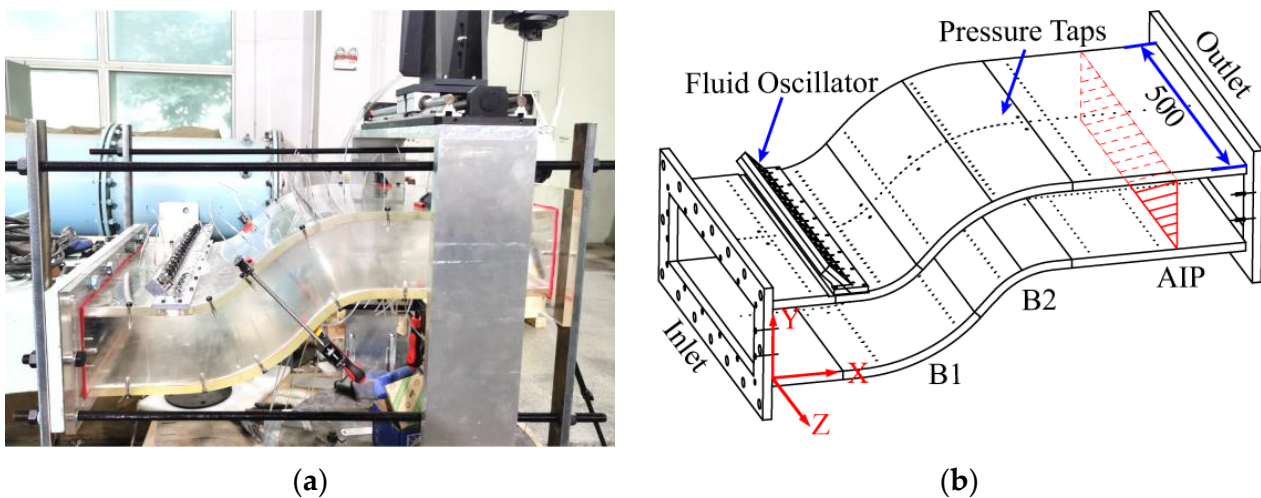 Pressure Taps
Fluid Oscillator
Outlet
500
Inlet
Y
X
Z
B1
B2
AIP
(a)
(b)